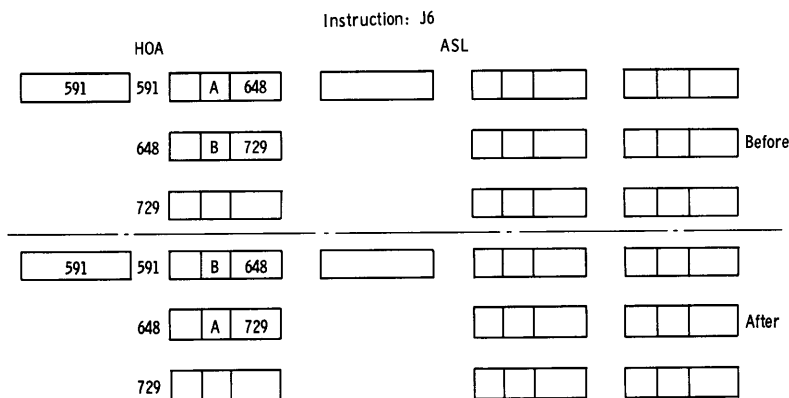 Instruction: J6
HOA ASL
591 591 A 648
648 B 729 Before
729
591 591 B 648
648 A 729 After
729